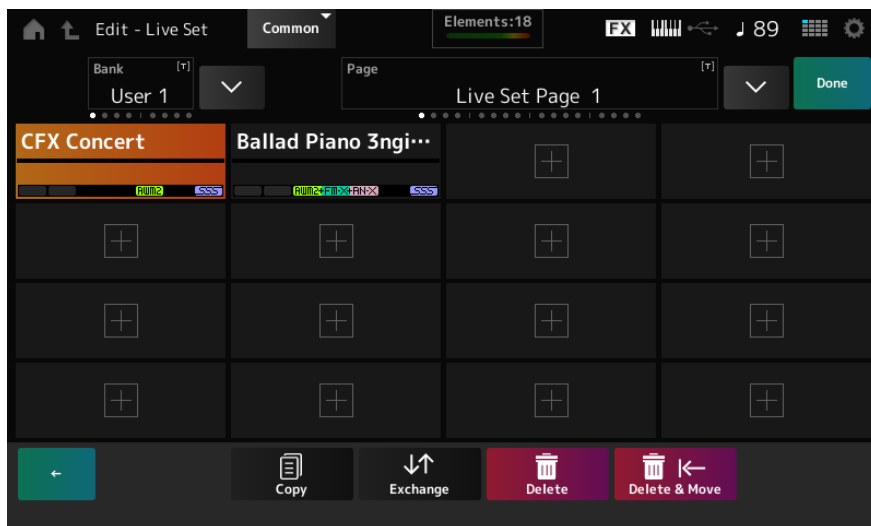 Edit - Live Set
Common
Elements:18
FX
♩ 89
Bank
[T]
User 1
Page
[T]
Live Set Page 1
Done
CFX Concert
Ballad Piano 3ngi⋯
AWM2
SSS
AWM2+FM-X+AN-X
SSS
←
Copy
Exchange
Delete
Delete & Move